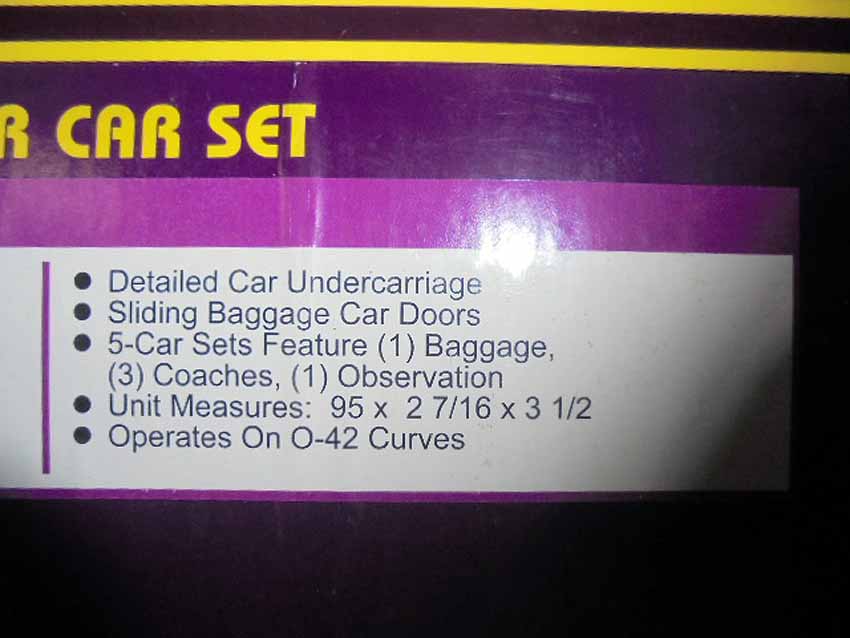 R CAR SET
● Detailed Car Undercarriage
● Sliding Baggage Car Doors
● 5-Car Sets Feature (1) Baggage,
(3) Coaches, (1) Observation
● Unit Measures: 95 x 2 7/16 x 3 1/2
● Operates On O-42 Curves